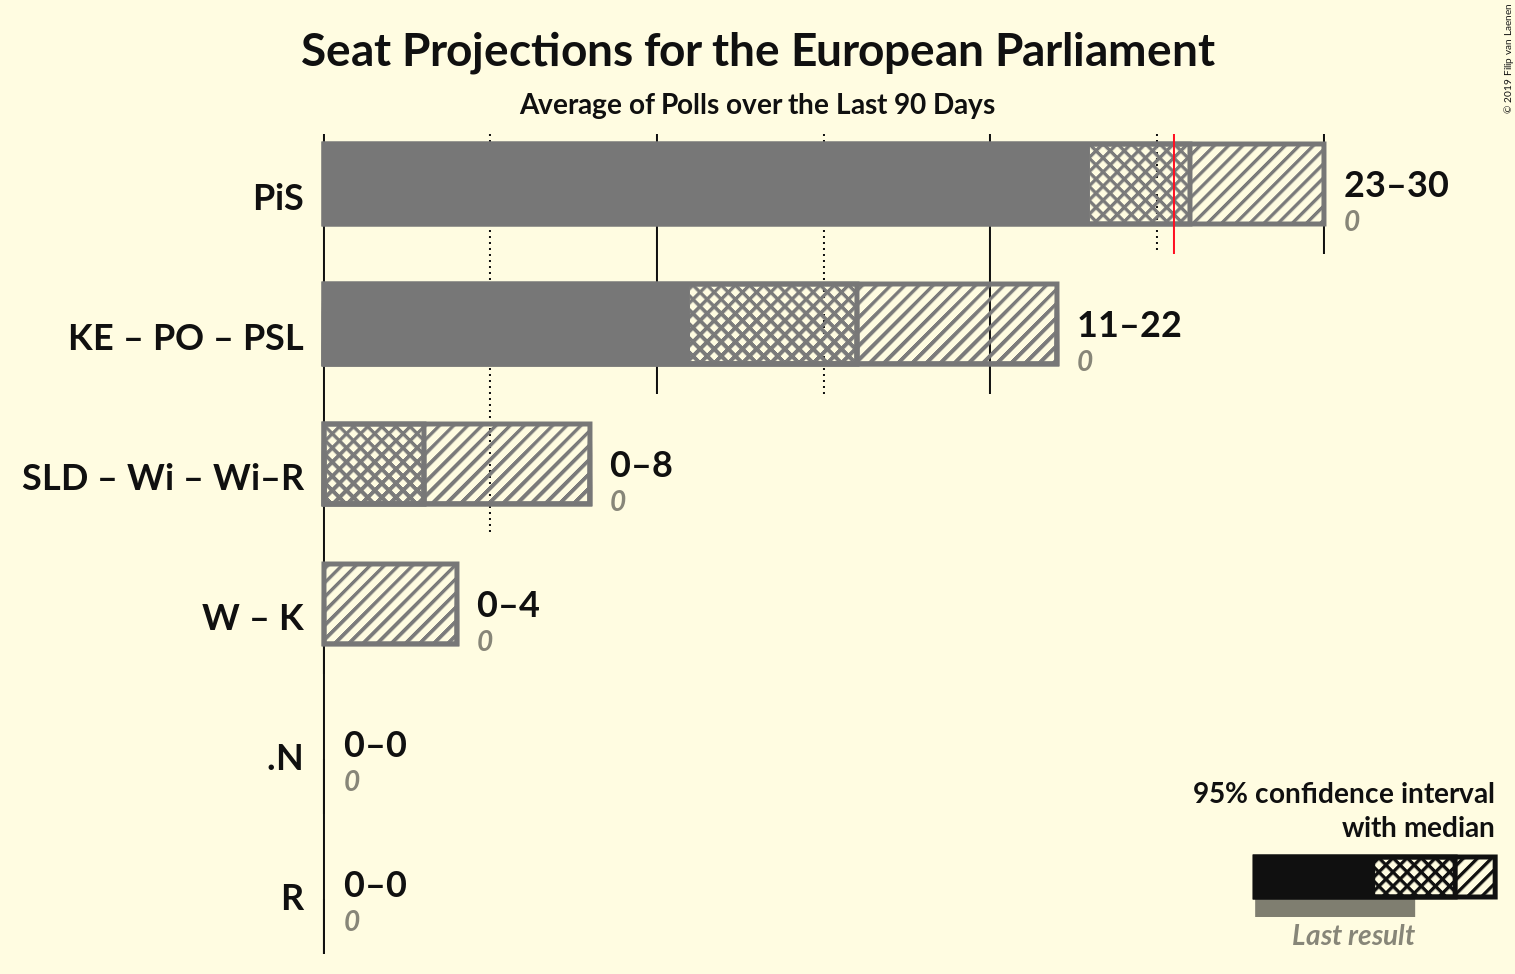 Seat Projections for the European Parliament
Average of Polls over the Last 90 Days
© 2019 Filip van Laenen
PiS
23–30
0
KE – PO – PSL
11–22
0
SLD – Wi – Wi–R
0–8
0
W – K
0–4
0
.N
0–0
0
R
0–0
0
95% confidence interval
with median
Last result